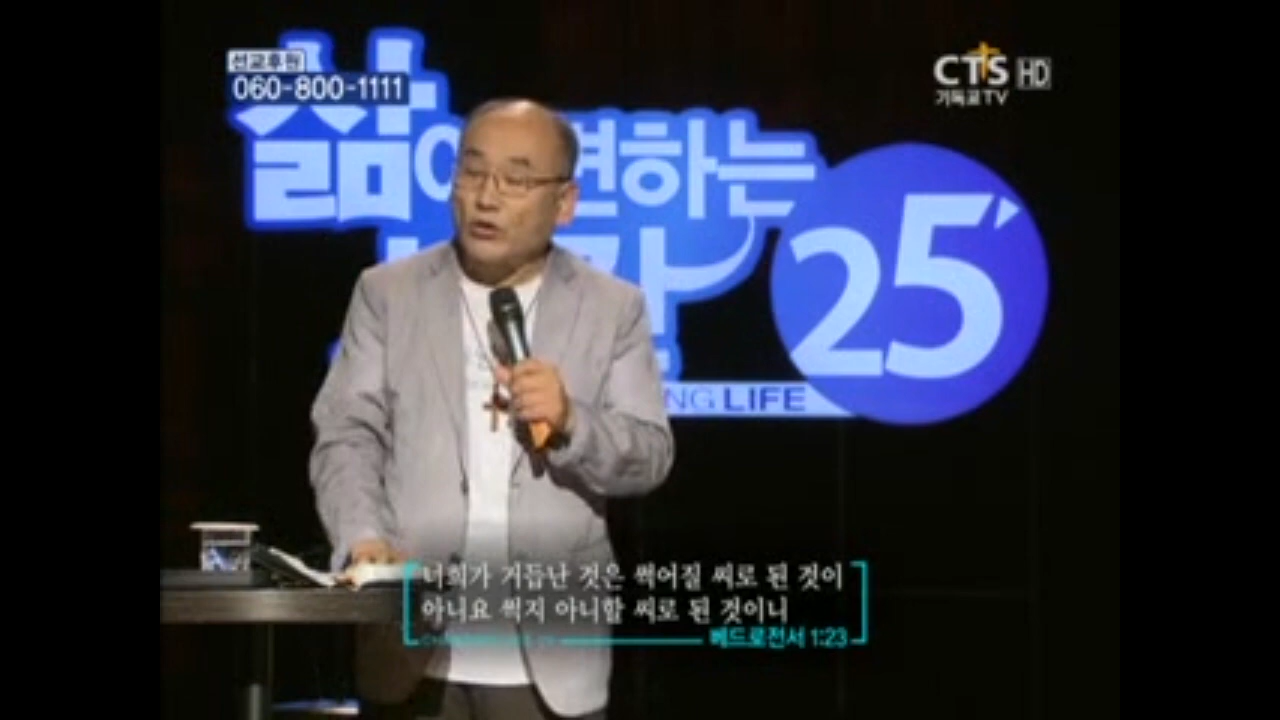 선교후원
060-800-1111
CTS HD
기독교TV
삶 변하는
25′
LIFE
너희가 거듭난 것은 썩어질 씨로 된 것이
아니요 썩지 아니할 씨로 된 것이니
베드로전서 1:23